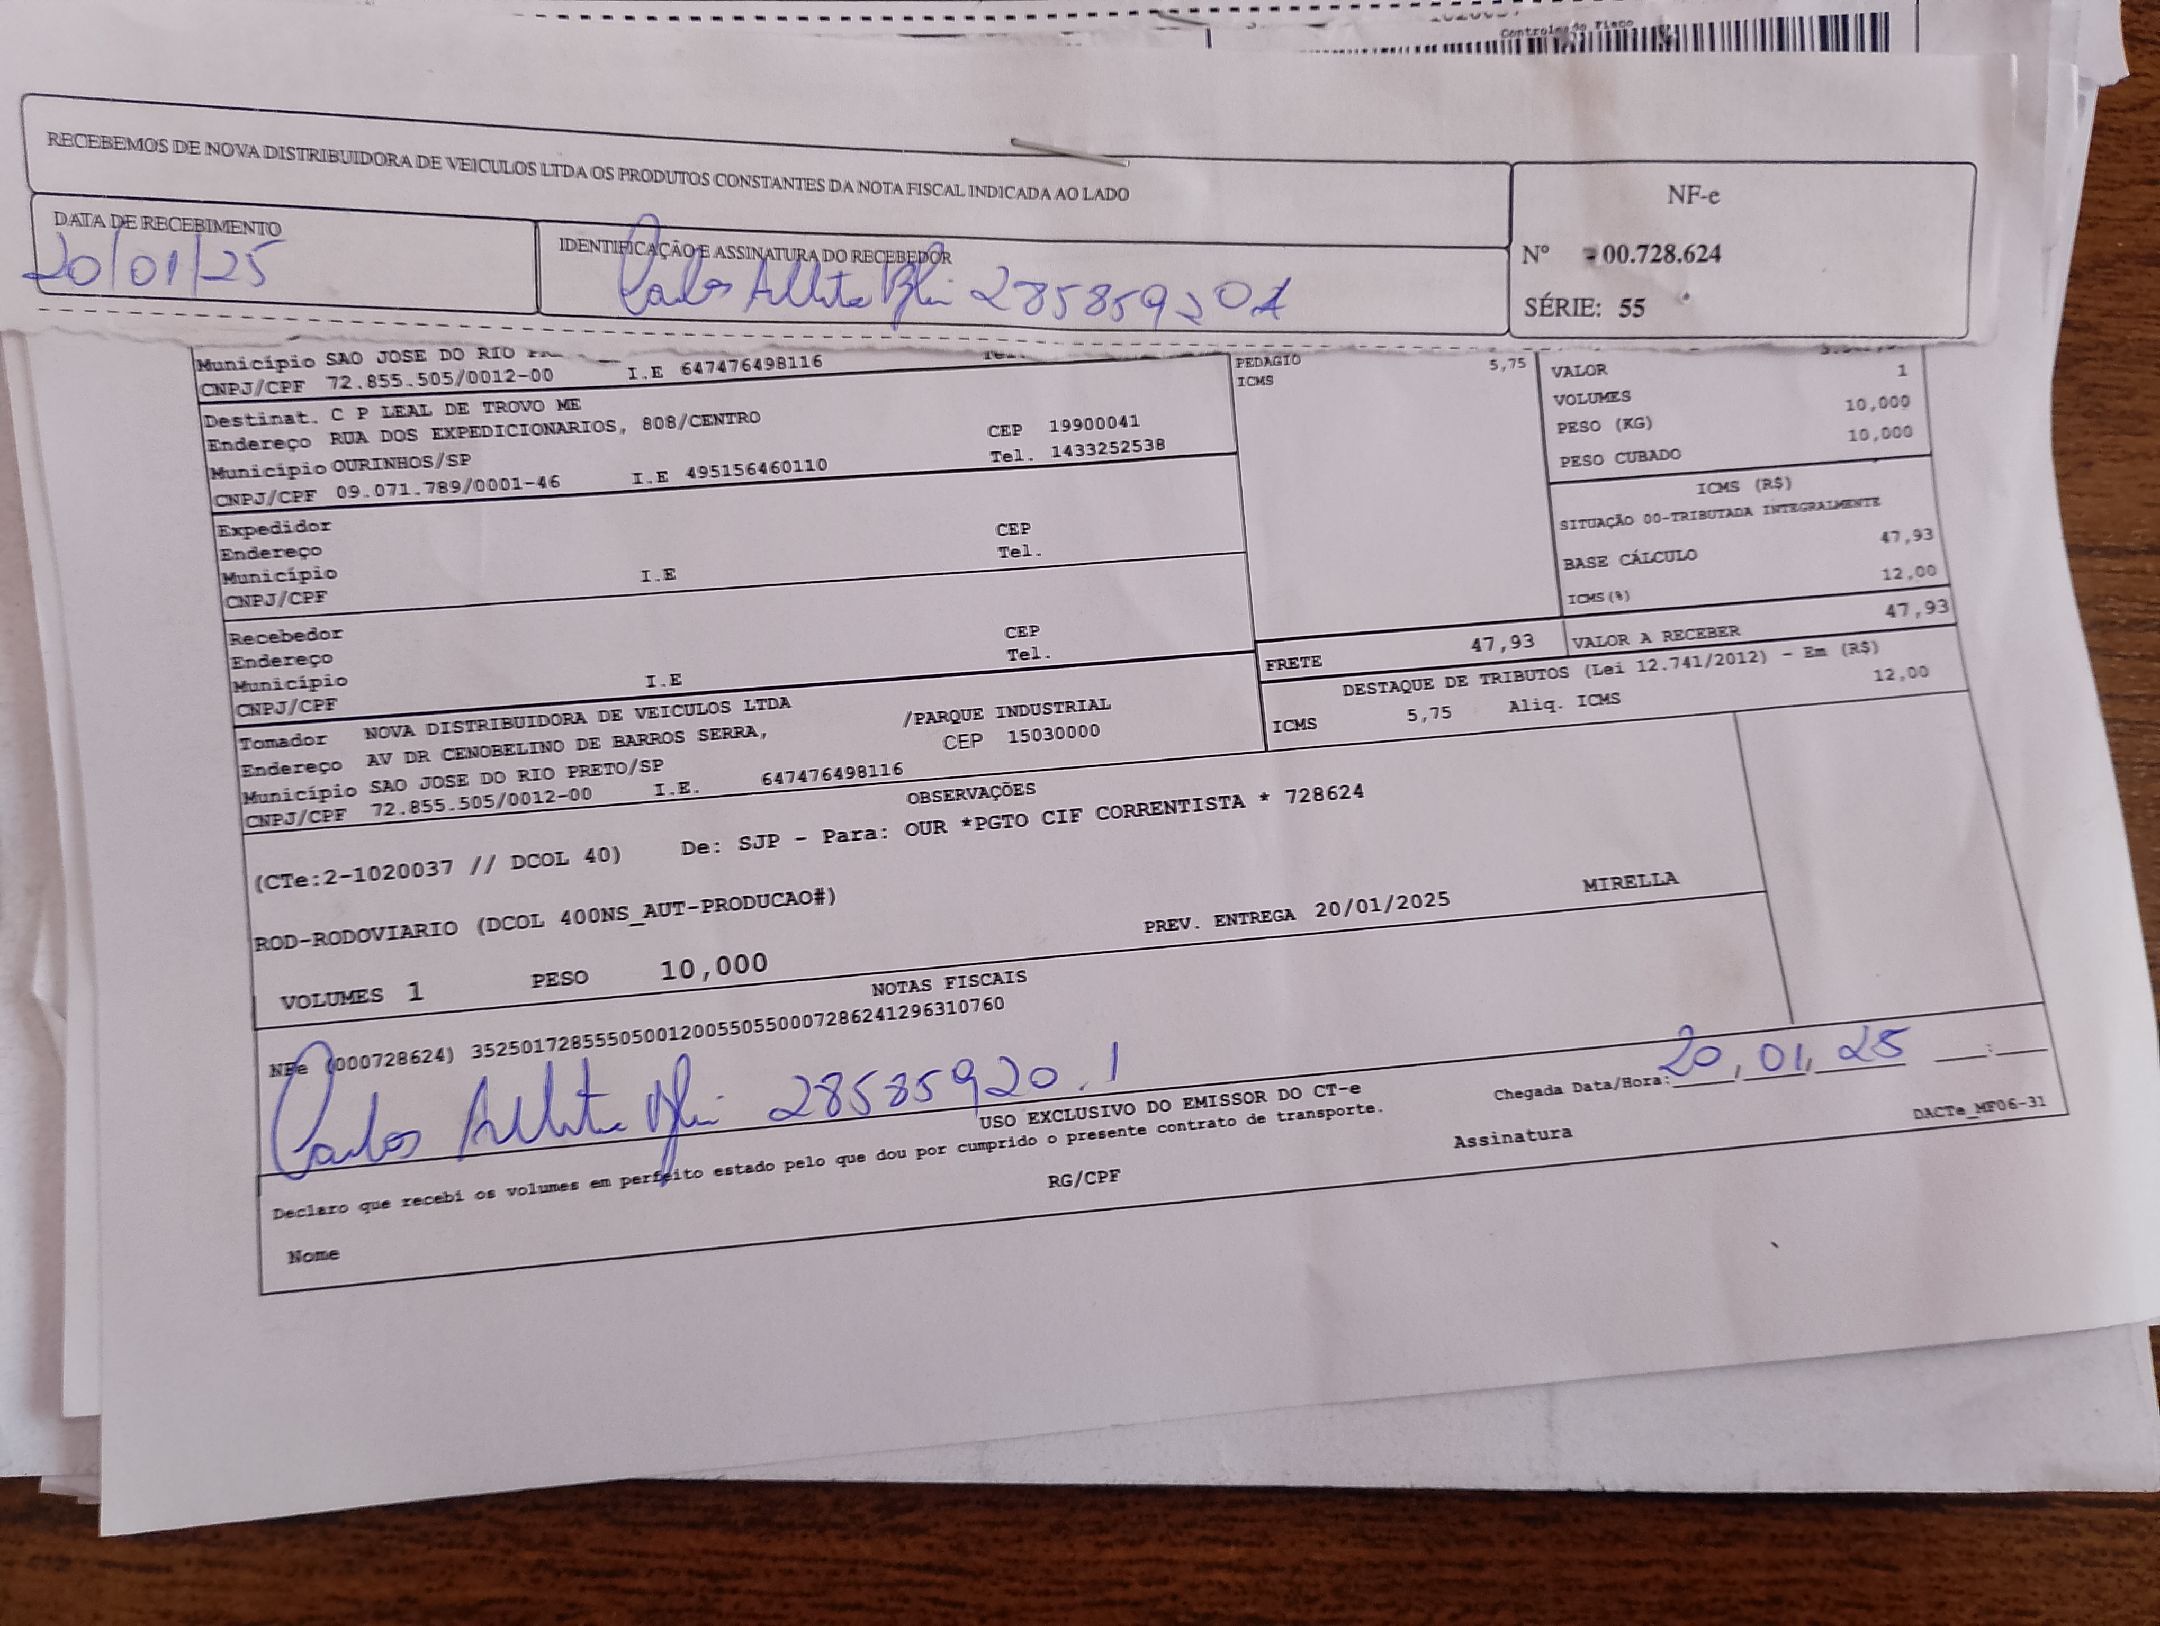 Controle do Fisco
RECEBEMOS DE NOVA DISTRIBUIDORA DE VEICULOS LTDA OS PRODUTOS CONSTANTES DA NOTA FISCAL INDICADA AO LADO
NF-e
DATA DE RECEBIMENTO
20/01/25
IDENTIFICAÇÃO E ASSINATURA DO RECEBEDOR
Carlos 28585920
Nº 00.728.624
SÉRIE: 55
Município SAO JOSE DO RIO
CNPJ/CPF 72.855.505/0012-00 I.E 647476498116
Destinat. C P LEAL DE TROVO ME
Endereço RUA DOS EXPEDICIONARIOS, 808/CENTRO CEP 19900041
Município OURINHOS/SP Tel. 1433252538
CNPJ/CPF 09.071.789/0001-46 I.E 495156460110
Expedidor
Endereço CEP
Município Tel.
CNPJ/CPF I.E
Recebedor
Endereço CEP
Município Tel.
CNPJ/CPF I.E
Tomador NOVA DISTRIBUIDORA DE VEICULOS LTDA
Endereço AV DR CENOBELINO DE BARROS SERRA, /PARQUE INDUSTRIAL
Município SAO JOSE DO RIO PRETO/SP CEP 15030000
CNPJ/CPF 72.855.505/0012-00 I.E. 647476498116
PEDAGIO
ICMS 5,75
VALOR
VOLUMES 1
PESO (KG) 10,000
PESO CUBADO 10,000
ICMS (R$)
SITUAÇÃO 00-TRIBUTADA INTEGRALMENTE
BASE CÁLCULO 47,93
ICMS(%) 12,00
FRETE 47,93 VALOR A RECEBER 47,93
DESTAQUE DE TRIBUTOS (Lei 12.741/2012) - Em (R$)
ICMS 5,75 Aliq. ICMS 12,00
OBSERVAÇÕES
(CTe:2-1020037 // DCOL 40) De: SJP - Para: OUR *PGTO CIF CORRENTISTA * 728624
ROD-RODOVIARIO (DCOL 400NS_AUT-PRODUCAO#)
PREV. ENTREGA 20/01/2025 MIRELLA
VOLUMES 1 PESO 10,000
NOTAS FISCAIS
NFe (000728624) 35250172855505001200550550007286241296310760
Carlos 28585920.1
USO EXCLUSIVO DO EMISSOR DO CT-e
Chegada Data/Hora: 20, 01, 25 __:__
Declaro que recebi os volumes em perfeito estado pelo que dou por cumprido o presente contrato de transporte.
DACTe_MF06-31
Nome RG/CPF Assinatura